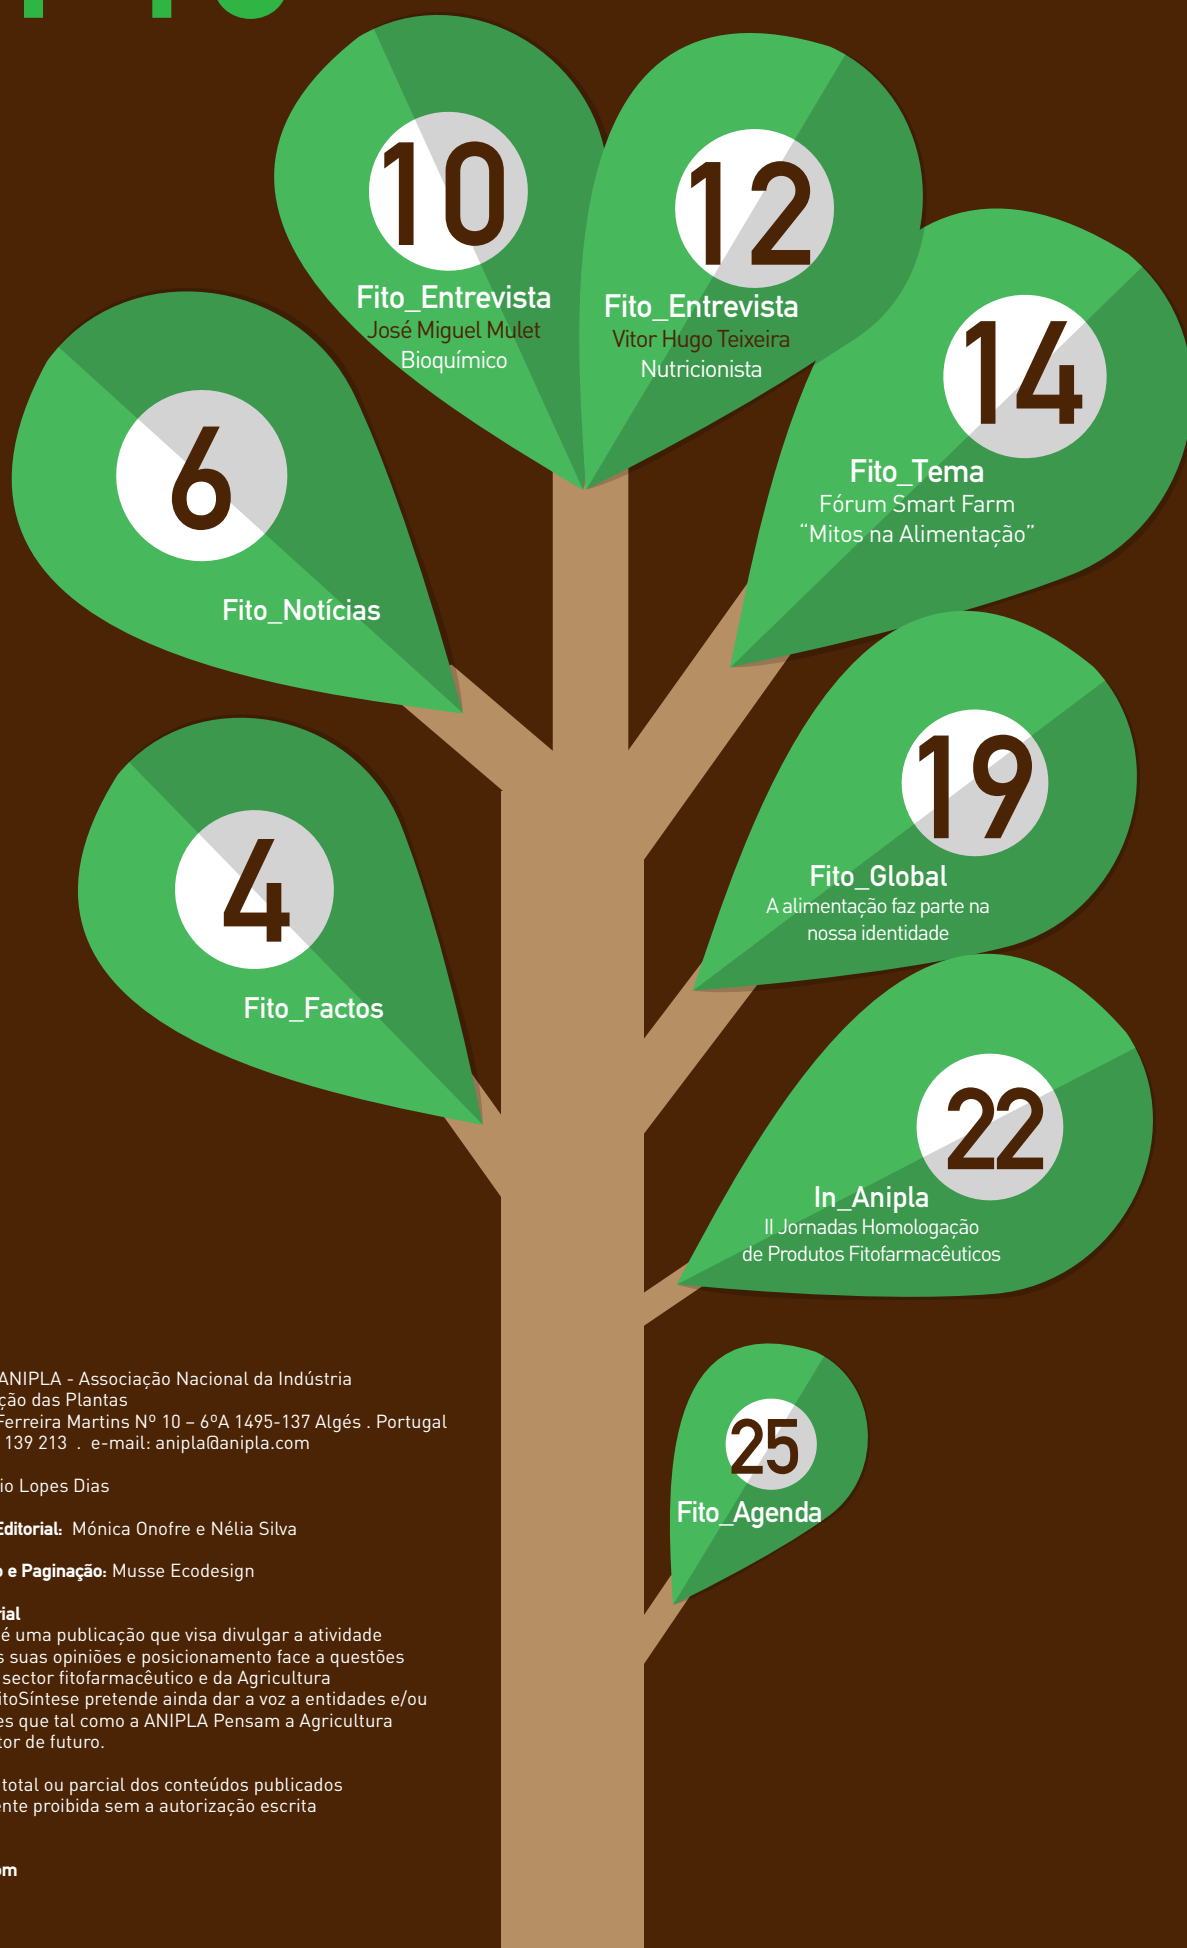 10
Fito_Entrevista
José Miguel Mulet
Bioquímico
12
Fito_Entrevista
Vitor Hugo Teixeira
Nutricionista
14
Fito_Tema
Fórum Smart Farm
“Mitos na Alimentação”
6
Fito_Notícias
19
Fito_Global
A alimentação faz parte na
nossa identidade
4
Fito_Factos
22
In_Anipla
II Jornadas Homologação
de Produtos Fitofarmacêuticos
25
Fito_Agenda
ANIPLA - Associação Nacional da Indústria
ção das Plantas
Ferreira Martins Nº 10 – 6ºA 1495-137 Algés . Portugal
139 213 . e-mail: anipla@anipla.com
io Lopes Dias
Editorial: Mónica Onofre e Nélia Silva
o e Paginação: Musse Ecodesign
rial
é uma publicação que visa divulgar a atividade
s suas opiniões e posicionamento face a questões
sector fitofarmacêutico e da Agricultura
itoSíntese pretende ainda dar a voz a entidades e/ou
es que tal como a ANIPLA Pensam a Agricultura
tor de futuro.
total ou parcial dos conteúdos publicados
ente proibida sem a autorização escrita
om